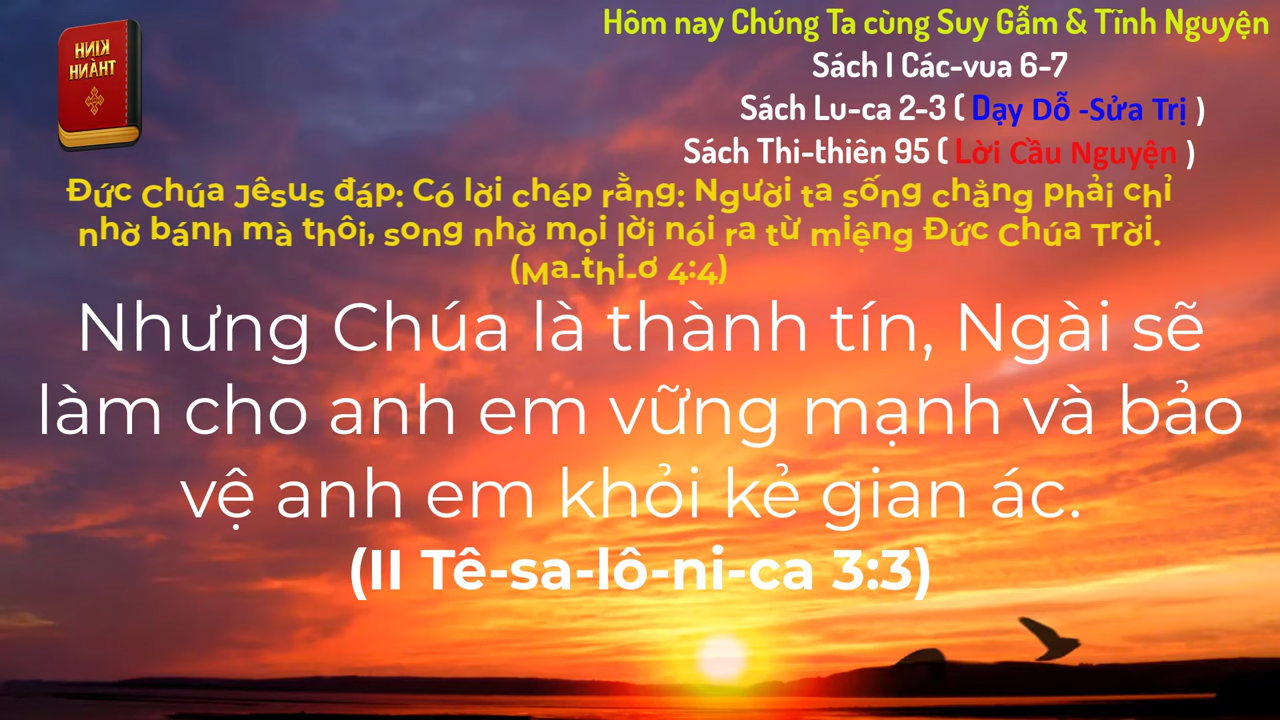 KINH
THÀNH
Hôm nay Chúng Ta cùng Suy Gẫm & Tĩnh Nguyện
Sách I Các-vua 6-7
Sách Lu-ca 2-3 ( Dạy Dỗ -Sửa Trị )
Sách Thi-thiên 95 ( Lời Cầu Nguyện )
Đức Chúa Jêsus đáp: Có lời chép rằng: Người ta sống chẳng phải chỉ
nhờ bánh mà thôi, song nhờ mọi lời nói ra từ miệng Đức Chúa Trời.
(Ma-thi-ơ 4:4)
Nhưng Chúa là thành tín, Ngài sẽ
làm cho anh em vững mạnh và bảo
vệ anh em khỏi kẻ gian ác.
(II Tê-sa-lô-ni-ca 3:3)